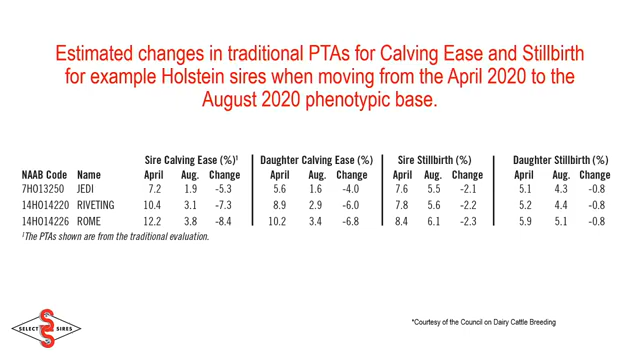 Estimated changes in traditional PTAs for Calving Ease and Stillbirth
for example Holstein sires when moving from the April 2020 to the
August 2020 phenotypic base.
Sire Calving Ease (%)¹ Daughter Calving Ease (%) Sire Stillbirth (%) Daughter Stillbirth (%)
NAAB Code Name April Aug. Change April Aug. Change April Aug. Change April Aug. Change
7HO13250 JEDI 7.2 1.9 -5.3 5.6 1.6 -4.0 7.6 5.5 -2.1 5.1 4.3 -0.8
14HO14220 RIVETING 10.4 3.1 -7.3 8.9 2.9 -6.0 7.8 5.6 -2.2 5.2 4.4 -0.8
14HO14226 ROME 12.2 3.8 -8.4 10.2 3.4 -6.8 8.4 6.1 -2.3 5.9 5.1 -0.8
¹The PTAs shown are from the traditional evaluation.
SELECT SIRES
*Courtesy of the Council on Dairy Cattle Breeding